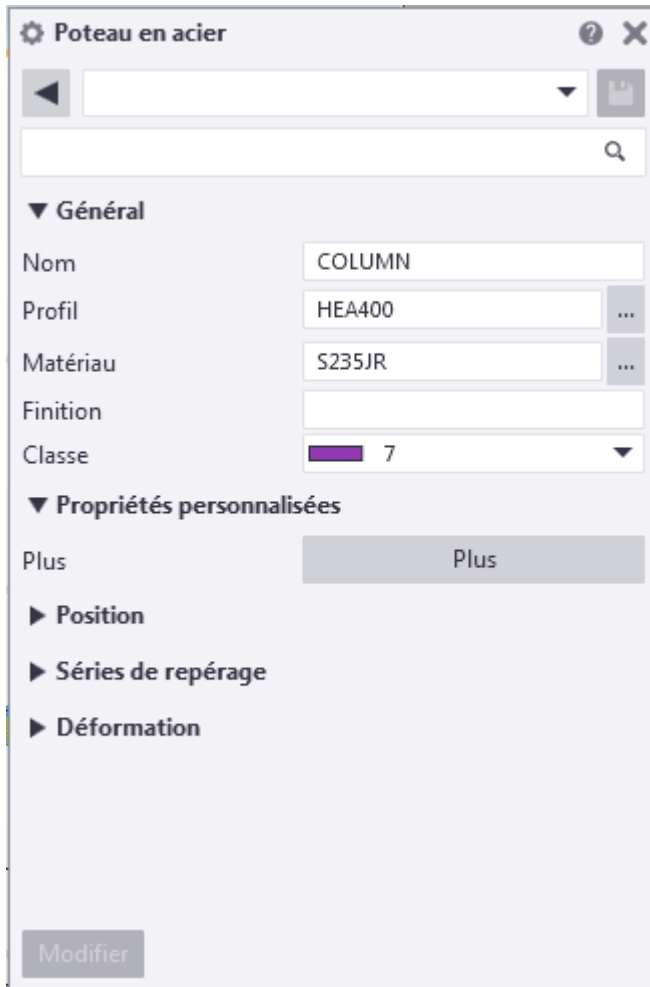 Poteau en acier
Général
Nom COLUMN
Profil HEA400 ...
Matériau S235JR ...
Finition
Classe 7
Propriétés personnalisées
Plus Plus
Position
Séries de repérage
Déformation
Modifier